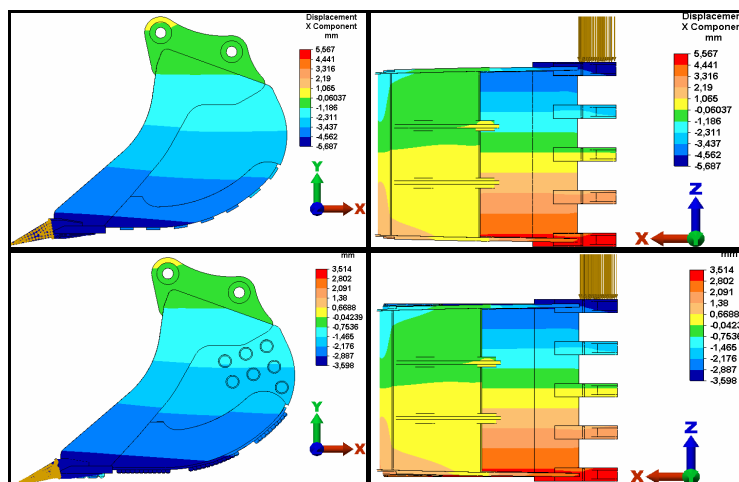 Displacement
X Component
mm
5,567
4,441
3,316
2,19
1,065
-0,06037
-1,186
-2,311
-3,437
-4,562
-5,687
Y
X
Displacement
X Component
mm
5,567
4,441
3,316
2,19
1,065
-0,06037
-1,186
-2,311
-3,437
-4,562
-5,687
Z
X
Y
mm
3,514
2,802
2,091
1,38
0,6688
-0,04239
-0,7536
-1,465
-2,176
-2,887
-3,598
Y
X
mm
3,514
2,802
2,091
1,38
0,6688
-0,0423
-0,7536
-1,465
-2,176
-2,887
-3,598
Z
X
Y